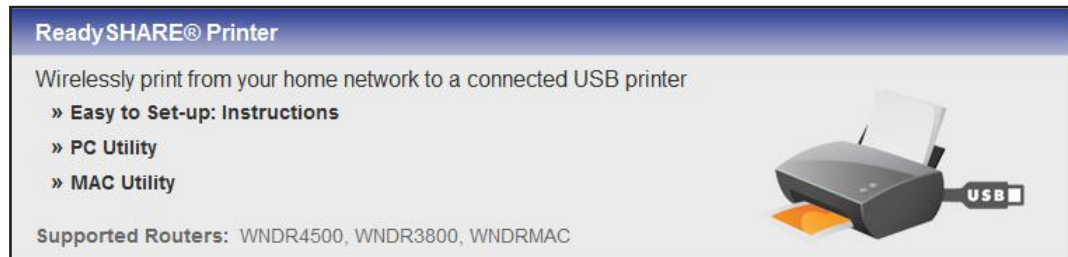 ReadySHARE® Printer
Wirelessly print from your home network to a connected USB printer
» Easy to Set-up: Instructions
» PC Utility
» MAC Utility
USB
Supported Routers: WNDR4500, WNDR3800, WNDRMAC